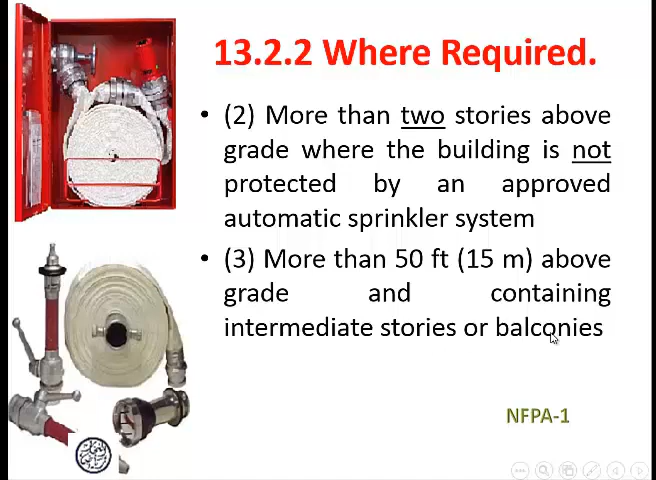 13.2.2 Where Required.
• (2) More than two stories above
grade where the building is not
protected by an approved
automatic sprinkler system
• (3) More than 50 ft (15 m) above
grade and containing
intermediate stories or balconies
NFPA-1